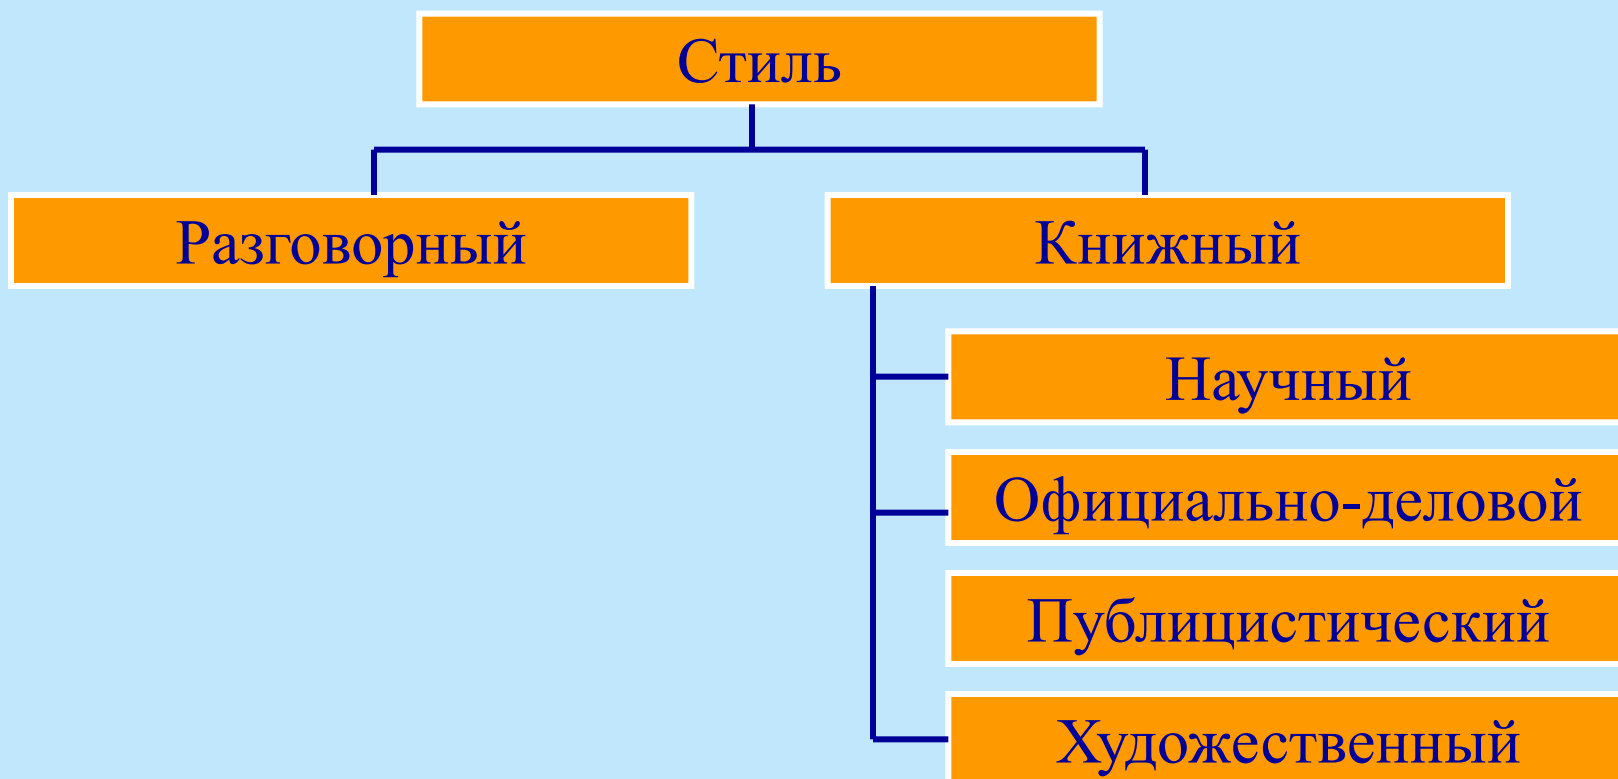 Стиль
Разговорный
Книжный
Научный
Официально-деловой
Публицистический
Художественный